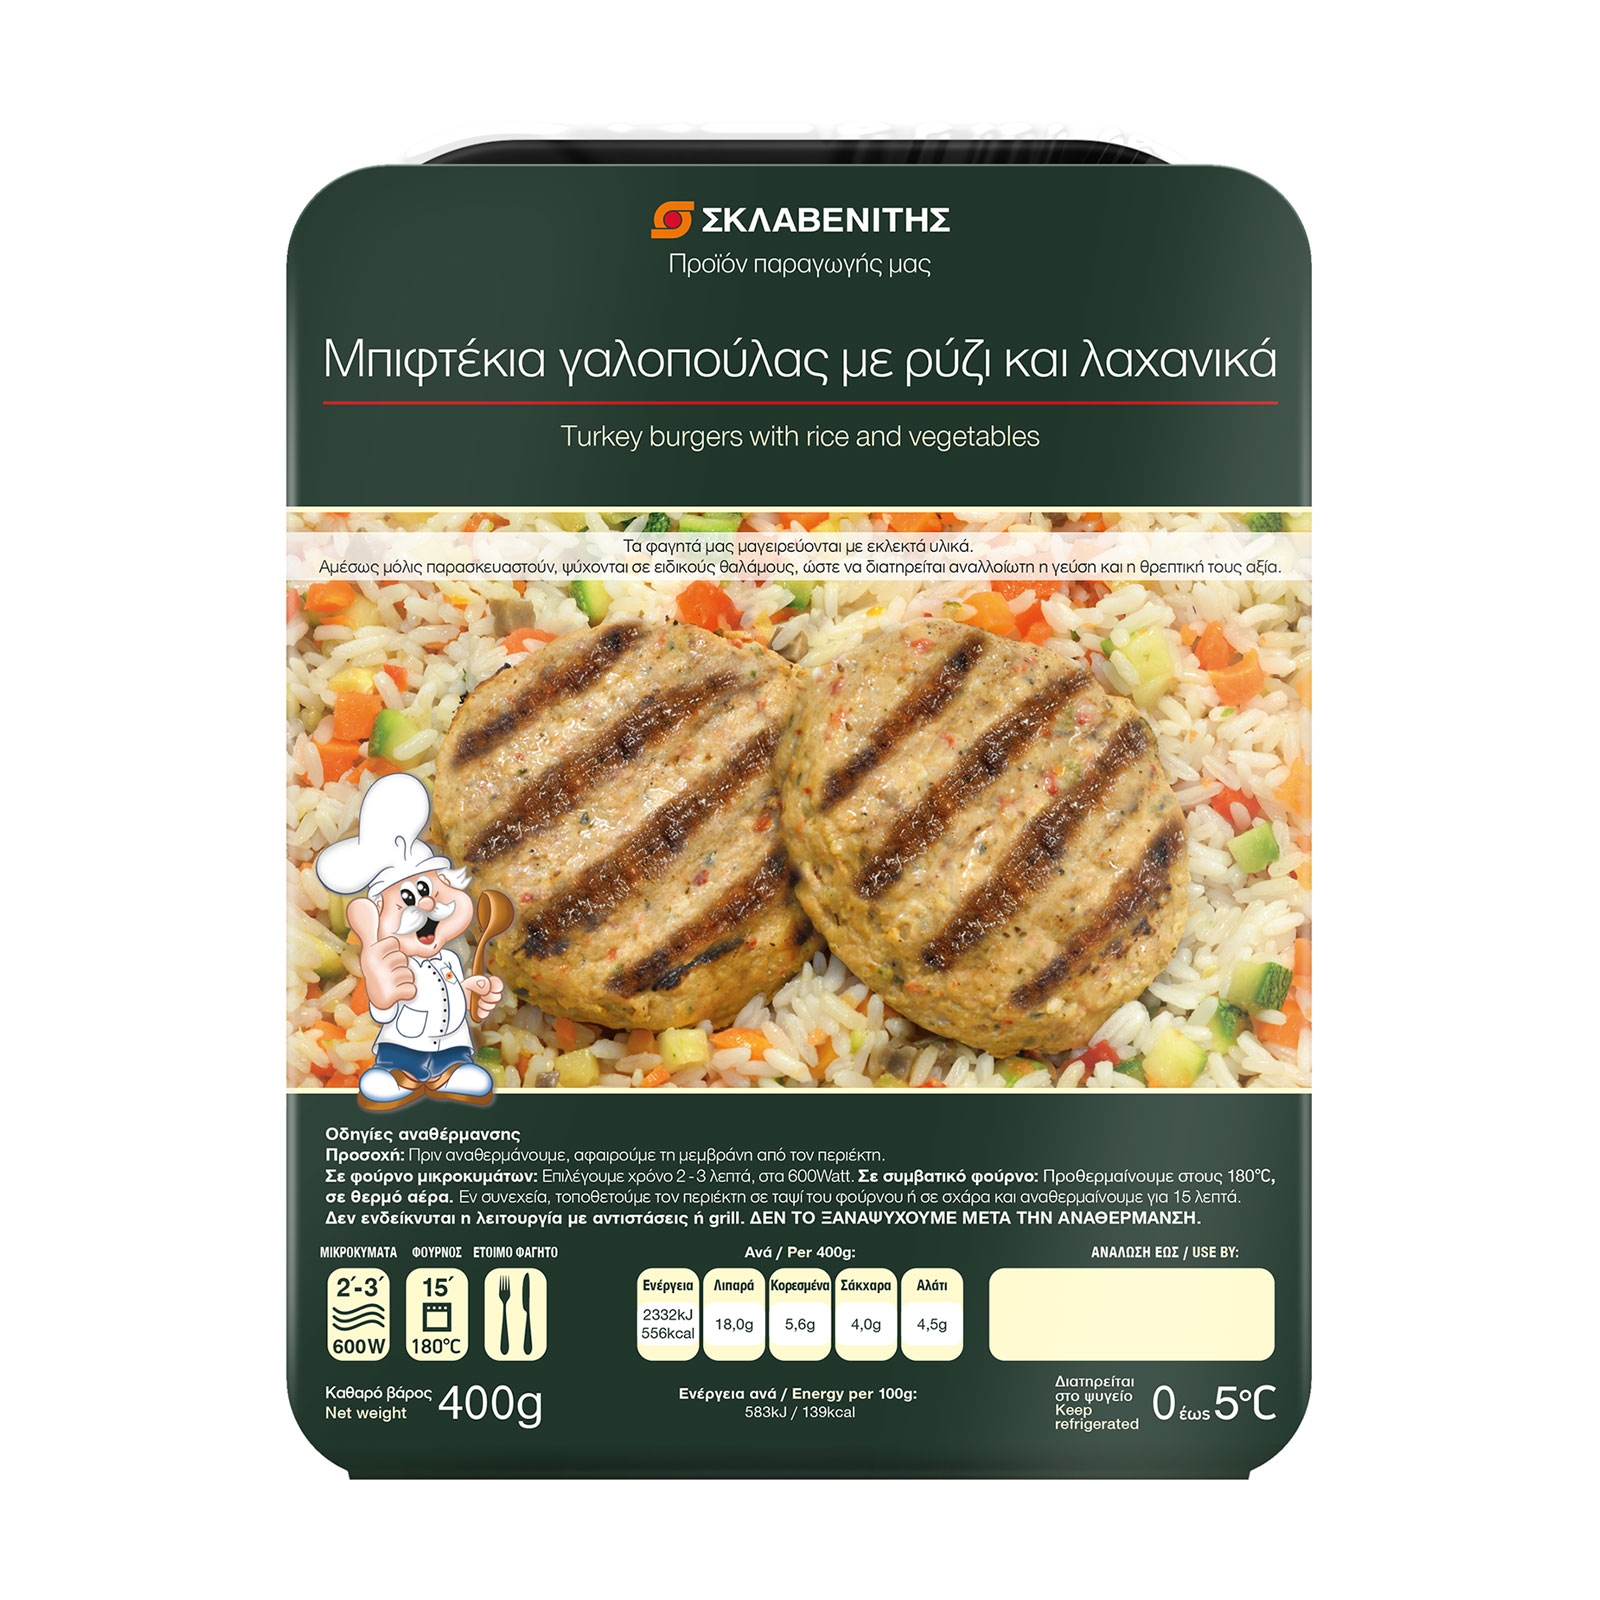 ΣΚΛΑΒΕΝΙΤΗΣ
Προϊόν παραγωγής μας
Μπιφτέκια γαλοπούλας με ρύζι και λαχανικά
Turkey burgers with rice and vegetables
Τα φαγητά μας μαγειρεύονται με εκλεκτά υλικά.
Αμέσως μόλις παρασκευαστούν, ψύχονται σε ειδικούς θαλάμους, ώστε να διατηρείται αναλλοίωτη η γεύση και η θρεπτική τους αξία.
Οδηγίες αναθέρμανσης
Προσοχή: Πριν αναθερμάνουμε, αφαιρούμε τη μεμβράνη από τον περιέκτη.
Σε φούρνο μικροκυμάτων: Επιλέγουμε χρόνο 2-3 λεπτά, στα 600Watt. Σε συμβατικό φούρνο: Προθερμαίνουμε στους 180°C,
σε θερμό αέρα. Εν συνεχεία, τοποθετούμε τον περιέκτη σε ταψί του φούρνου ή σε σχάρα και αναθερμαίνουμε για 15 λεπτά.
Δεν ενδείκνυται η λειτουργία με αντιστάσεις ή grill. ΔΕΝ ΤΟ ΞΑΝΑΨΥΧΟΥΜΕ ΜΕΤΑ ΤΗΝ ΑΝΑΘΕΡΜΑΝΣΗ.
ΜΙΚΡΟΚΥΜΑΤΑ ΦΟΥΡΝΟΣ ΕΤΟΙΜΟ ΦΑΓΗΤΟ
2΄-3΄ 15΄
600W 180°C
Ανά / Per 400g:
Ενέργεια Λιπαρά Κορεσμένα Σάκχαρα Αλάτι
2332kJ
556kcal 18,0g 5,6g 4,0g 4,5g
ΑΝΑΛΩΣΗ ΕΩΣ / USE BY:
Καθαρό βάρος
Net weight 400g
Ενέργεια ανά / Energy per 100g:
583kJ / 139kcal
Διατηρείται
στο ψυγείο
Keep
refrigerated
0 έως 5°C